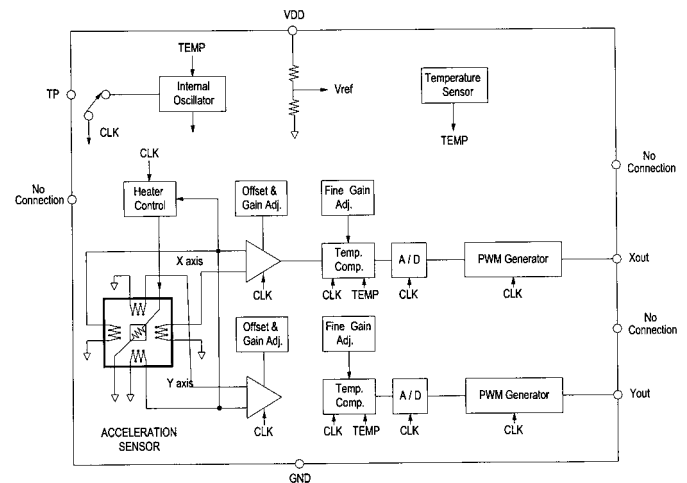 VDD
TEMP
TP
Internal
Oscillator
Vref
Temperature
Sensor
CLK
TEMP
CLK
No
Connection
No
Connection
Heater
Control
Offset &
Gain Adj.
Fine Gain
Adj.
X axis
Temp.
Comp.
A / D
PWM Generator
Xout
CLK
CLK
TEMP
CLK
CLK
No
Connection
Offset &
Gain Adj.
Fine Gain
Adj.
Y axis
Temp.
Comp.
A / D
PWM Generator
Yout
CLK
CLK
TEMP
CLK
CLK
ACCELERATION
SENSOR
GND